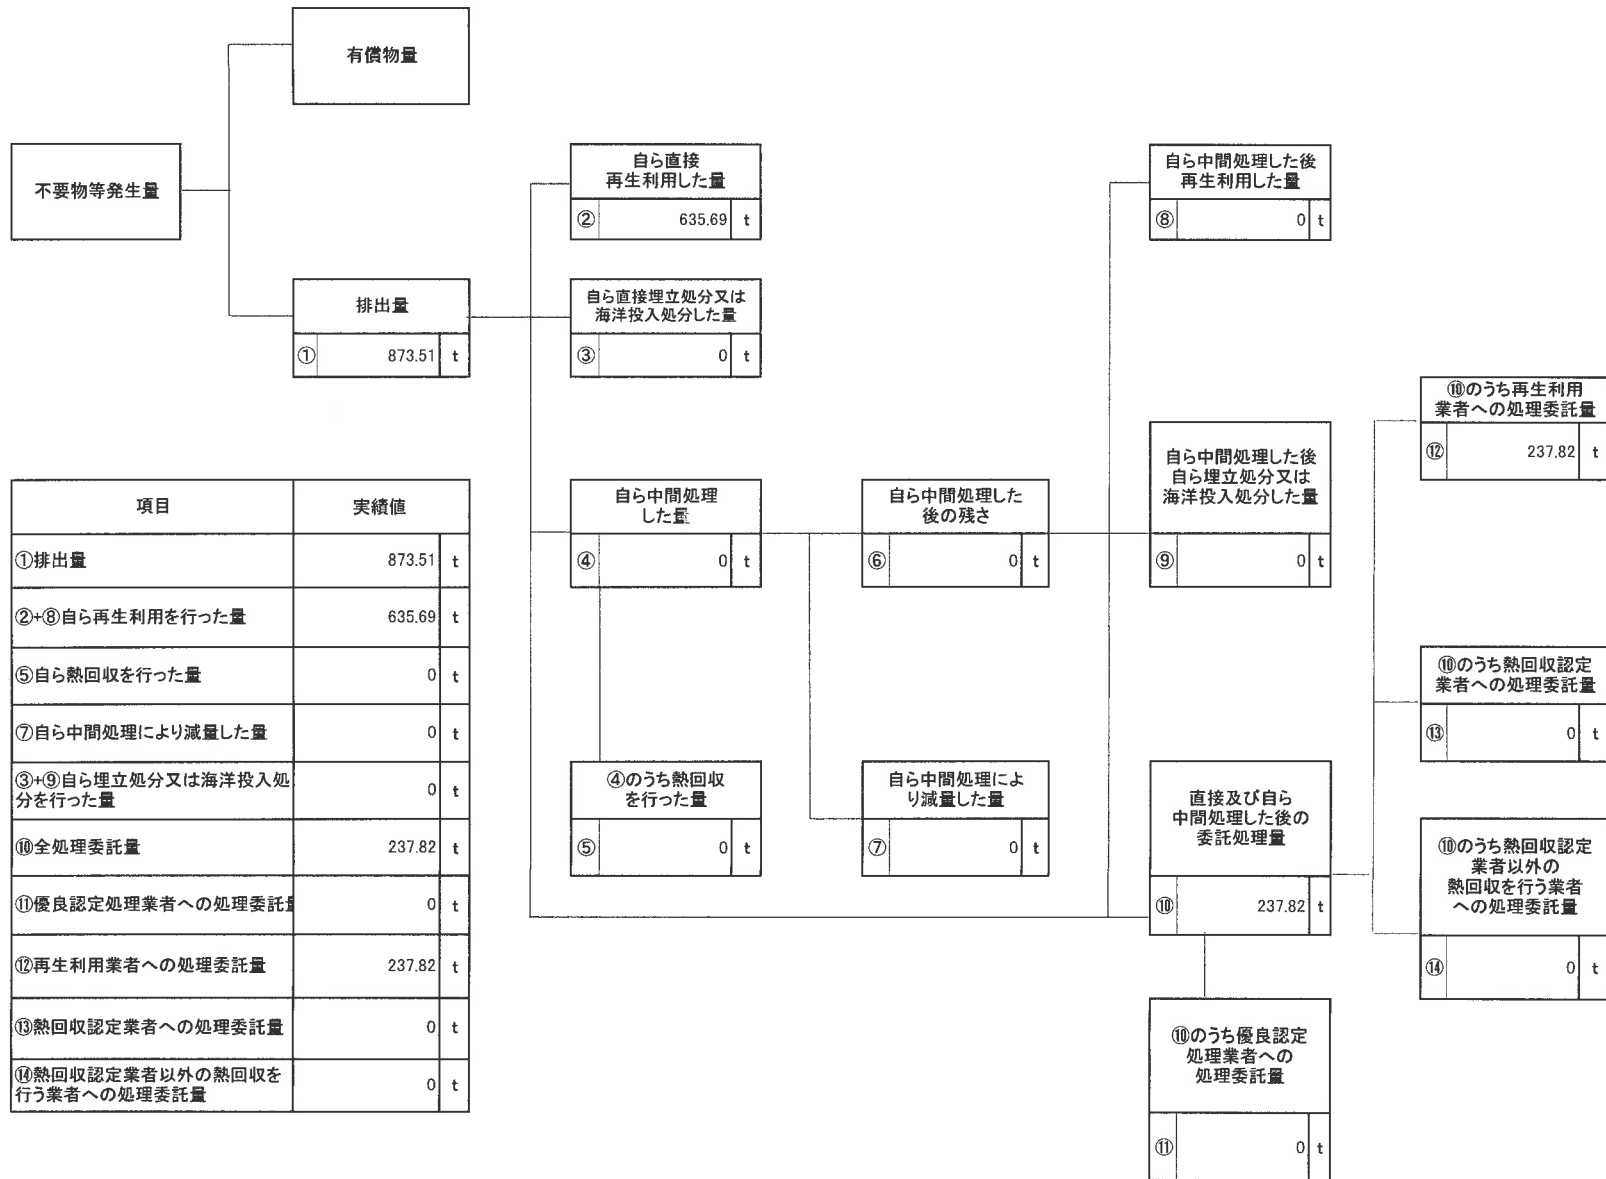 有償物量
不要物等発生量
自ら直接
再生利用した量
② 635.69 t
自ら中間処理した後
再生利用した量
⑧ 0 t
排出量
① 873.51 t
自ら直接埋立処分又は
海洋投入処分した量
③ 0 t
⑩のうち再生利用
業者への処理委託量
⑫ 237.82 t
自ら中間処理
した量
④ 0 t
自ら中間処理した
後の残さ
⑥ 0 t
自ら中間処理した後
自ら埋立処分又は
海洋投入処分した量
⑨ 0 t
⑩のうち熱回収認定
業者への処理委託量
⑬ 0 t
④のうち熱回収
を行った量
⑤ 0 t
自ら中間処理によ
り減量した量
⑦ 0 t
直接及び自ら
中間処理した後の
委託処理量
⑩ 237.82 t
⑩のうち熱回収認定
業者以外の
熱回収を行う業者
への処理委託量
⑭ 0 t
⑩のうち優良認定
処理業者への
処理委託量
⑪ 0 t
項目 実績値
①排出量 873.51 t
②+⑧自ら再生利用を行った量 635.69 t
⑤自ら熱回収を行った量 0 t
⑦自ら中間処理により減量した量 0 t
③+⑨自ら埋立処分又は海洋投入処
分を行った量 0 t
⑩全処理委託量 237.82 t
⑪優良認定処理業者への処理委託量 0 t
⑫再生利用業者への処理委託量 237.82 t
⑬熱回収認定業者への処理委託量 0 t
⑭熱回収認定業者以外の熱回収を
行う業者への処理委託量 0 t